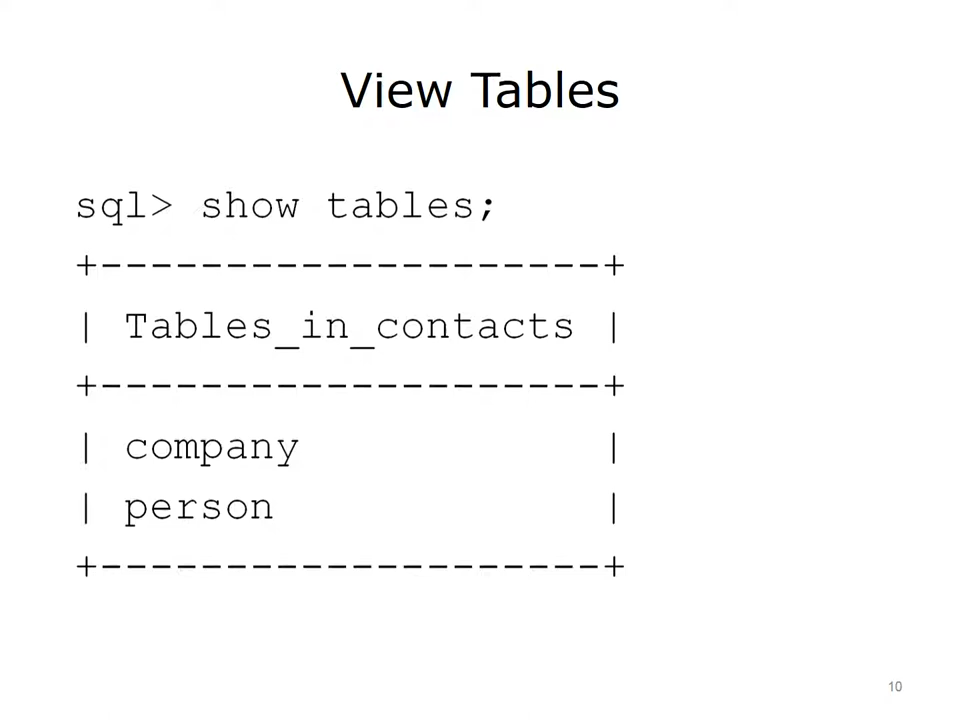 View Tables
sql> show tables;
+--------------------+
| Tables_in_contacts |
+--------------------+
| company            |
| person             |
+--------------------+
10